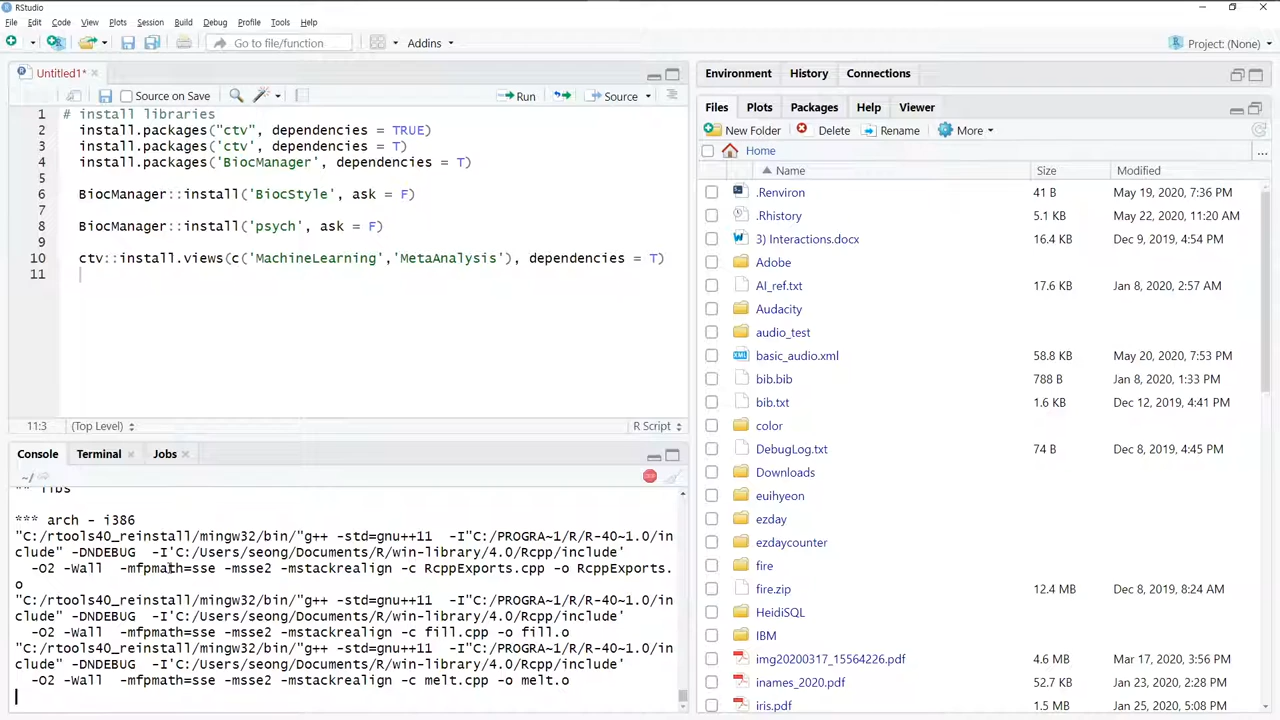 RStudio
File Edit Code View Plots Session Build Debug Profile Tools Help
Go to file/function Addins Project: (None)
Untitled1*
Source on Save Run Source
1 # install libraries
2 install.packages("ctv", dependencies = TRUE)
3 install.packages('ctv', dependencies = T)
4 install.packages('BiocManager', dependencies = T)
5
6 BiocManager::install('BiocStyle', ask = F)
7
8 BiocManager::install('psych', ask = F)
9
10 ctv::install.views(c('MachineLearning','MetaAnalysis'), dependencies = T)
11
11:3 (Top Level) R Script
Console Terminal Jobs
~/
** libs
*** arch - i386
"C:/rtools40_reinstall/mingw32/bin/"g++ -std=gnu++11 -I"C:/PROGRA~1/R/R-40~1.0/in
clude" -DNDEBUG -I'C:/Users/seong/Documents/R/win-library/4.0/Rcpp/include'
-O2 -Wall -mfpmath=sse -msse2 -mstackrealign -c RcppExports.cpp -o RcppExports.
o
"C:/rtools40_reinstall/mingw32/bin/"g++ -std=gnu++11 -I"C:/PROGRA~1/R/R-40~1.0/in
clude" -DNDEBUG -I'C:/Users/seong/Documents/R/win-library/4.0/Rcpp/include'
-O2 -Wall -mfpmath=sse -msse2 -mstackrealign -c fill.cpp -o fill.o
"C:/rtools40_reinstall/mingw32/bin/"g++ -std=gnu++11 -I"C:/PROGRA~1/R/R-40~1.0/in
clude" -DNDEBUG -I'C:/Users/seong/Documents/R/win-library/4.0/Rcpp/include'
-O2 -Wall -mfpmath=sse -msse2 -mstackrealign -c melt.cpp -o melt.o
Environment History Connections
Files Plots Packages Help Viewer
New Folder Delete Rename More
Home ...
Name Size Modified
.Renviron 41 B May 19, 2020, 7:36 PM
.Rhistory 5.1 KB May 22, 2020, 11:20 AM
3) Interactions.docx 16.4 KB Dec 9, 2019, 4:54 PM
Adobe
AI_ref.txt 17.6 KB Jan 8, 2020, 2:57 AM
Audacity
audio_test
basic_audio.xml 58.8 KB May 20, 2020, 7:53 PM
bib.bib 788 B Jan 8, 2020, 1:33 PM
bib.txt 1.6 KB Dec 12, 2019, 4:41 PM
color
DebugLog.txt 74 B Dec 8, 2019, 4:45 PM
Downloads
euihyeon
ezday
ezdaycounter
fire
fire.zip 12.4 MB Dec 8, 2019, 8:24 AM
HeidiSQL
IBM
img20200317_15564226.pdf 4.6 MB Mar 17, 2020, 3:56 PM
inames_2020.pdf 52.7 KB Jan 23, 2020, 2:28 PM
iris.pdf 1.5 MB Jan 25, 2020, 5:08 PM